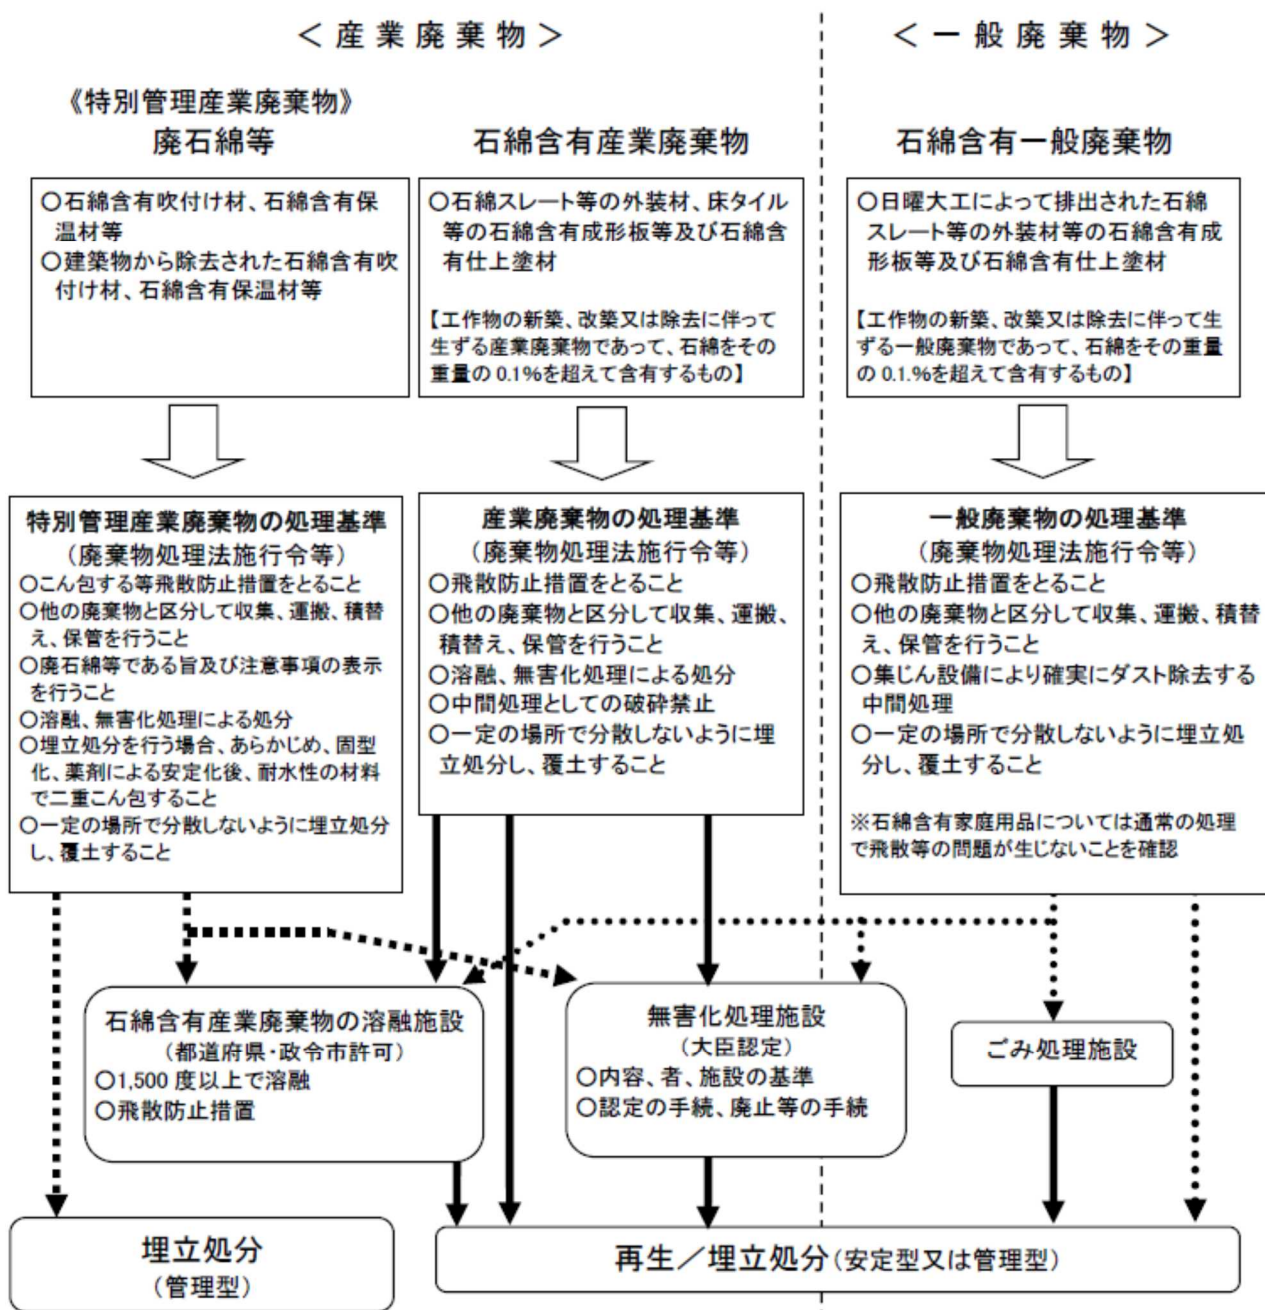 ＜産業廃棄物＞
＜一般廃棄物＞
《特別管理産業廃棄物》
廃石綿等
石綿含有産業廃棄物
石綿含有一般廃棄物
○石綿含有吹付け材、石綿含有保
温材等
○建築物から除去された石綿含有吹
付け材、石綿含有保温材等
○石綿スレート等の外装材、床タイル
等の石綿含有成形板等及び石綿含
有仕上塗材
【工作物の新築、改築又は除去に伴って
生ずる産業廃棄物であって、石綿をその
重量の 0.1％を超えて含有するもの】
○日曜大工によって排出された石綿
スレート等の外装材等の石綿含有成
形板等及び石綿含有仕上塗材
【工作物の新築、改築又は除去に伴って生
ずる一般廃棄物であって、石綿をその重量
の 0.1.％を超えて含有するもの】
特別管理産業廃棄物の処理基準
（廃棄物処理法施行令等）
○こん包する等飛散防止措置をとること
○他の廃棄物と区分して収集、運搬、積替
え、保管を行うこと
○廃石綿等である旨及び注意事項の表示
を行うこと
○溶融、無害化処理による処分
○埋立処分を行う場合、あらかじめ、固型
化、薬剤による安定化後、耐水性の材料
で二重こん包すること
○一定の場所で分散しないように埋立処分
し、覆土すること
産業廃棄物の処理基準
（廃棄物処理法施行令等）
○飛散防止措置をとること
○他の廃棄物と区分して収集、運搬、
積替え、保管を行うこと
○溶融、無害化処理による処分
○中間処理としての破砕禁止
○一定の場所で分散しないように埋
立処分し、覆土すること
一般廃棄物の処理基準
（廃棄物処理法施行令等）
○飛散防止措置をとること
○他の廃棄物と区分して収集、運搬、積替
え、保管を行うこと
○集じん設備により確実にダスト除去する
中間処理
○一定の場所で分散しないように埋立処
分し、覆土すること
※石綿含有家庭用品については通常の処理
で飛散等の問題が生じないことを確認
石綿含有産業廃棄物の溶融施設
（都道府県・政令市許可）
○1,500 度以上で溶融
○飛散防止措置
無害化処理施設
（大臣認定）
○内容、者、施設の基準
○認定の手続、廃止等の手続
ごみ処理施設
埋立処分
（管理型）
再生／埋立処分（安定型又は管理型）